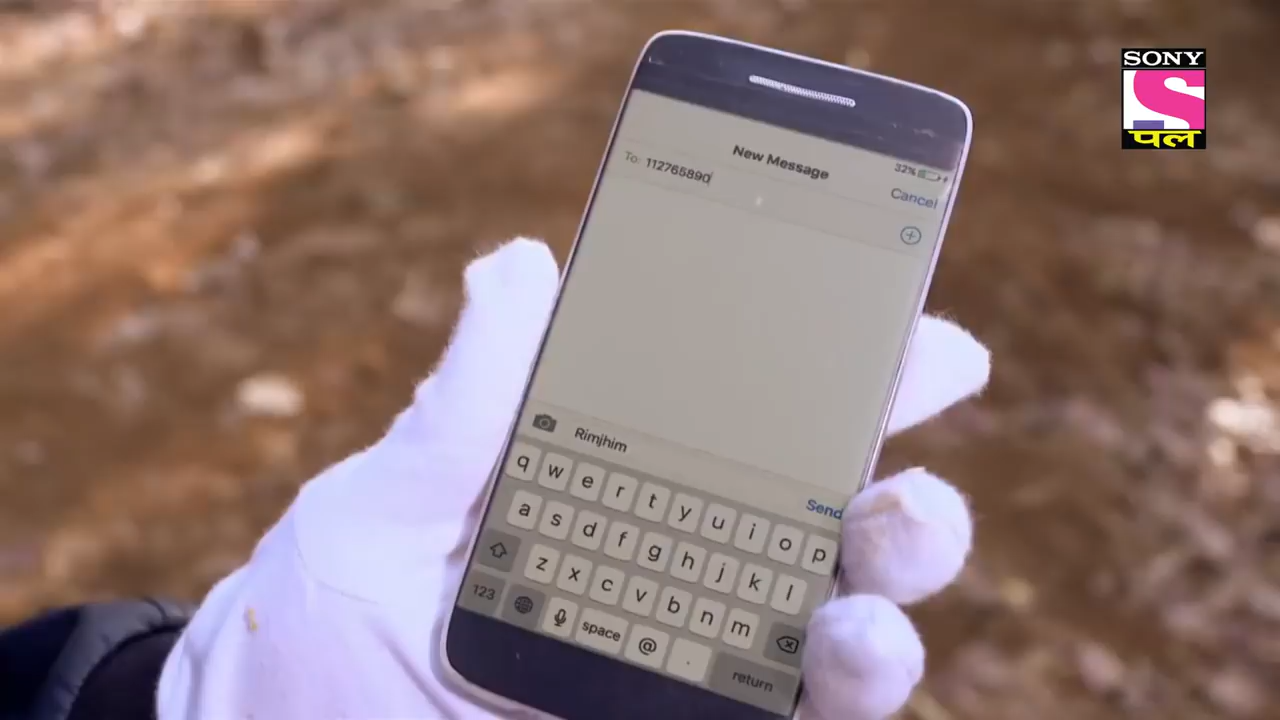 SONY
S
पल
32%
New Message
Cancel
To: 112765890
Rimjhim
Send
q w e r t y u i o p
a s d f g h j k l
z x c v b n m
123 space @ . return